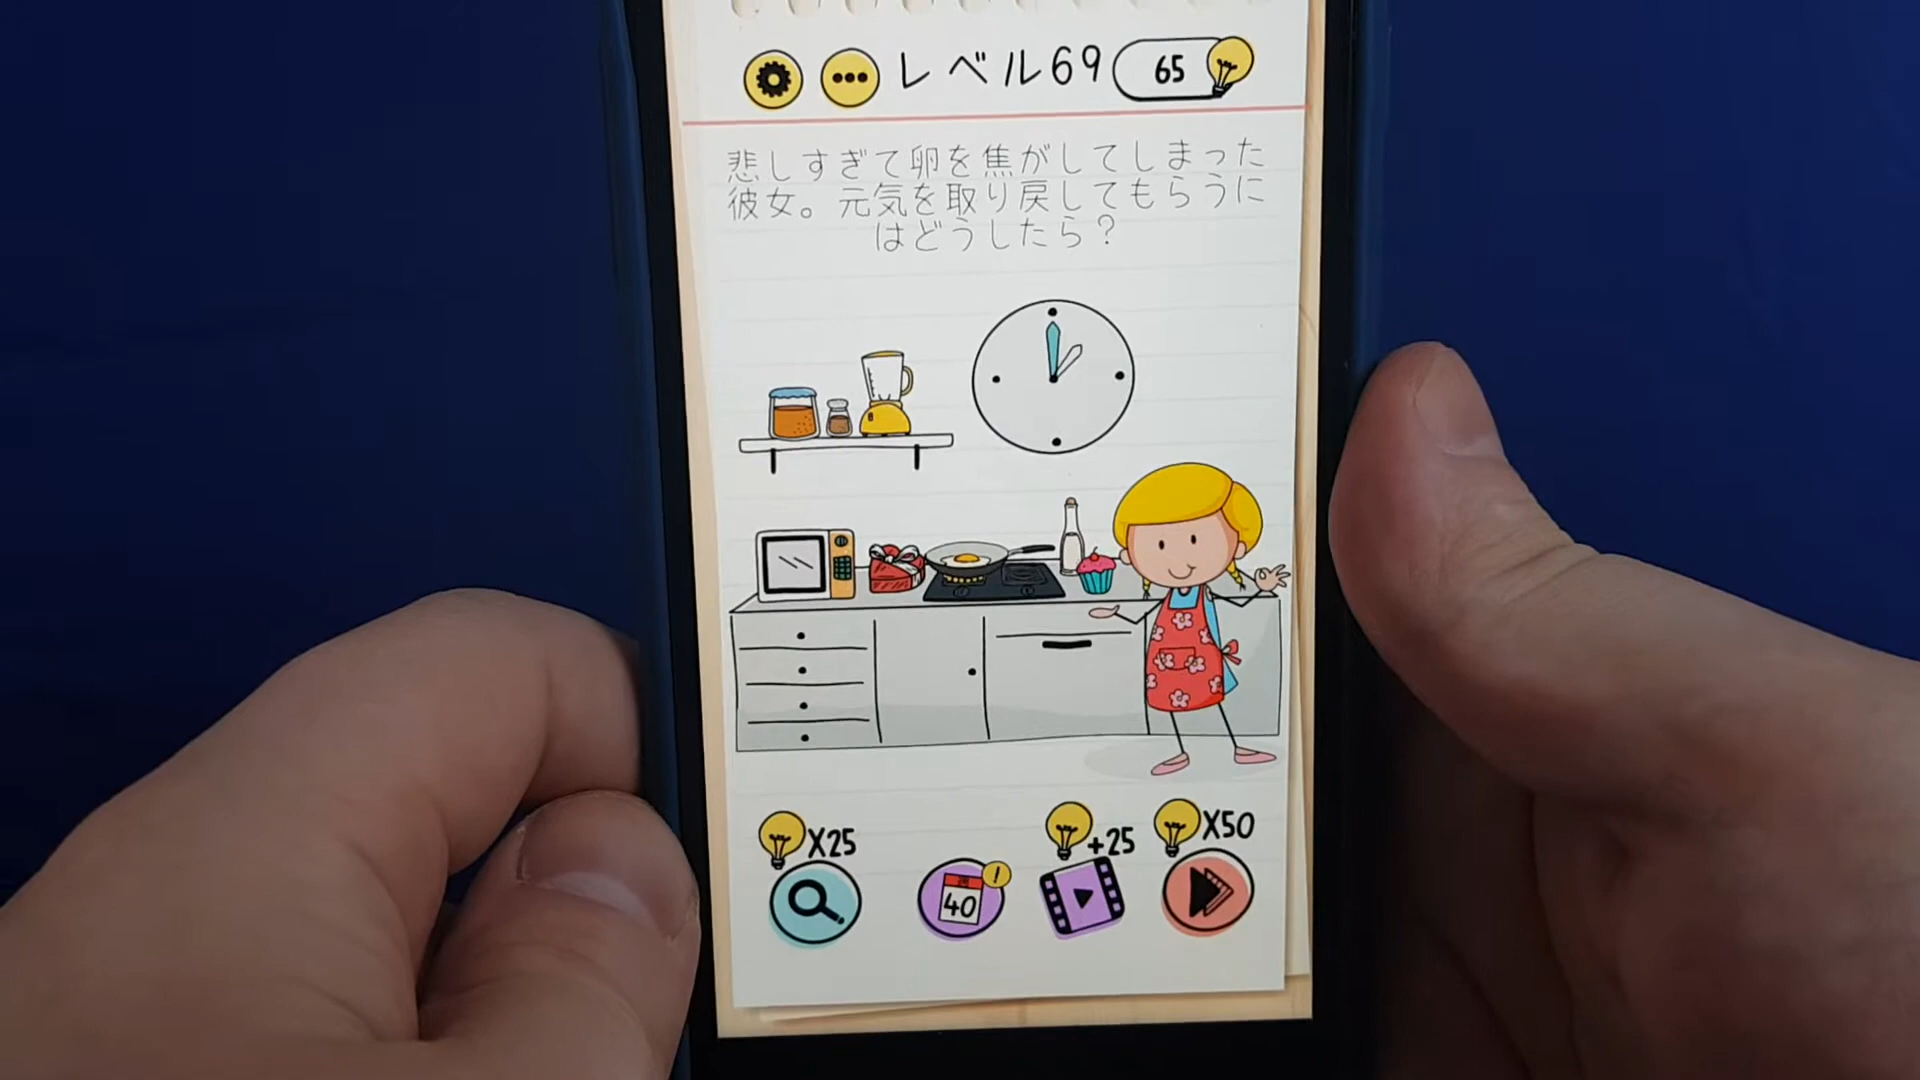 レベル69
65
悲しすぎて卵を焦がしてしまった
彼女。元気を取り戻してもらうに
はどうしたら?
X25
+25
X50
40
!